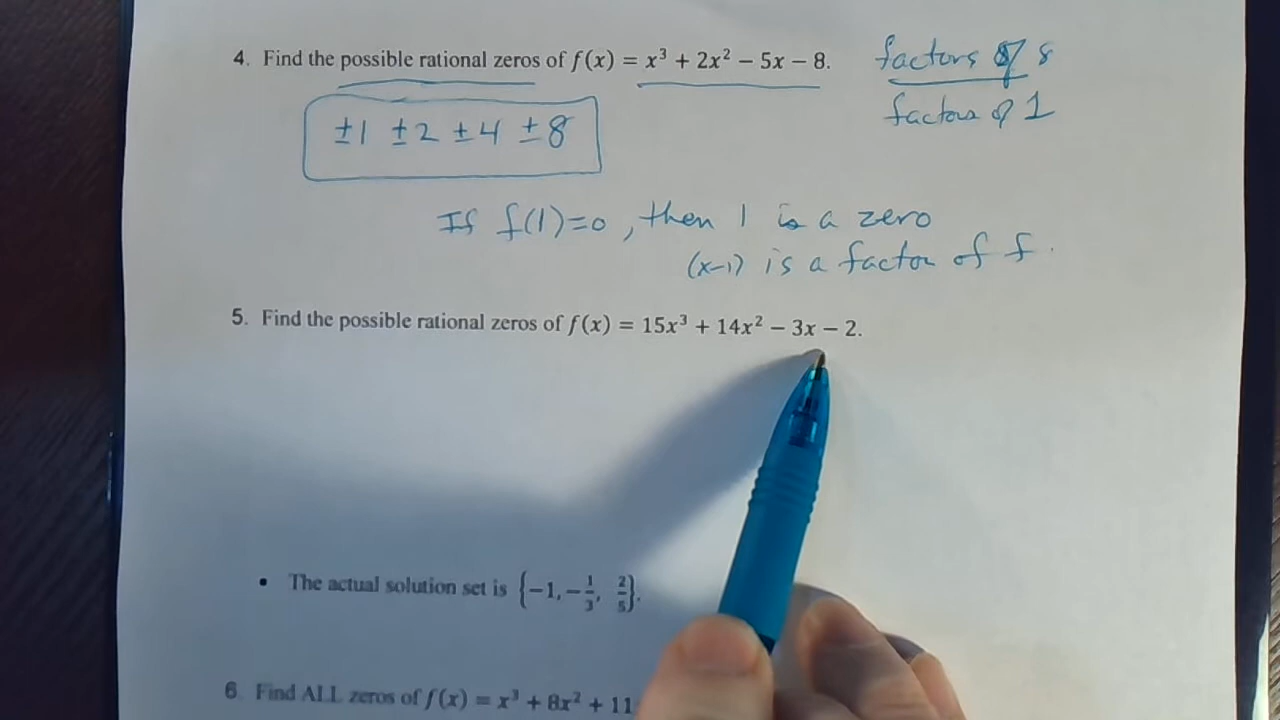 4. Find the possible rational zeros of f(x) = x³ + 2x² − 5x − 8.
factors of 8
factors of 1
±1 ±2 ±4 ±8
If f(1)=0, then 1 is a zero
(x-1) is a factor of f.
5. Find the possible rational zeros of f(x) = 15x³ + 14x² − 3x − 2.
• The actual solution set is {−1, −1/3, 2/5}.
6 Find ALL zeros of f(x) = x³ + 8x² + 11